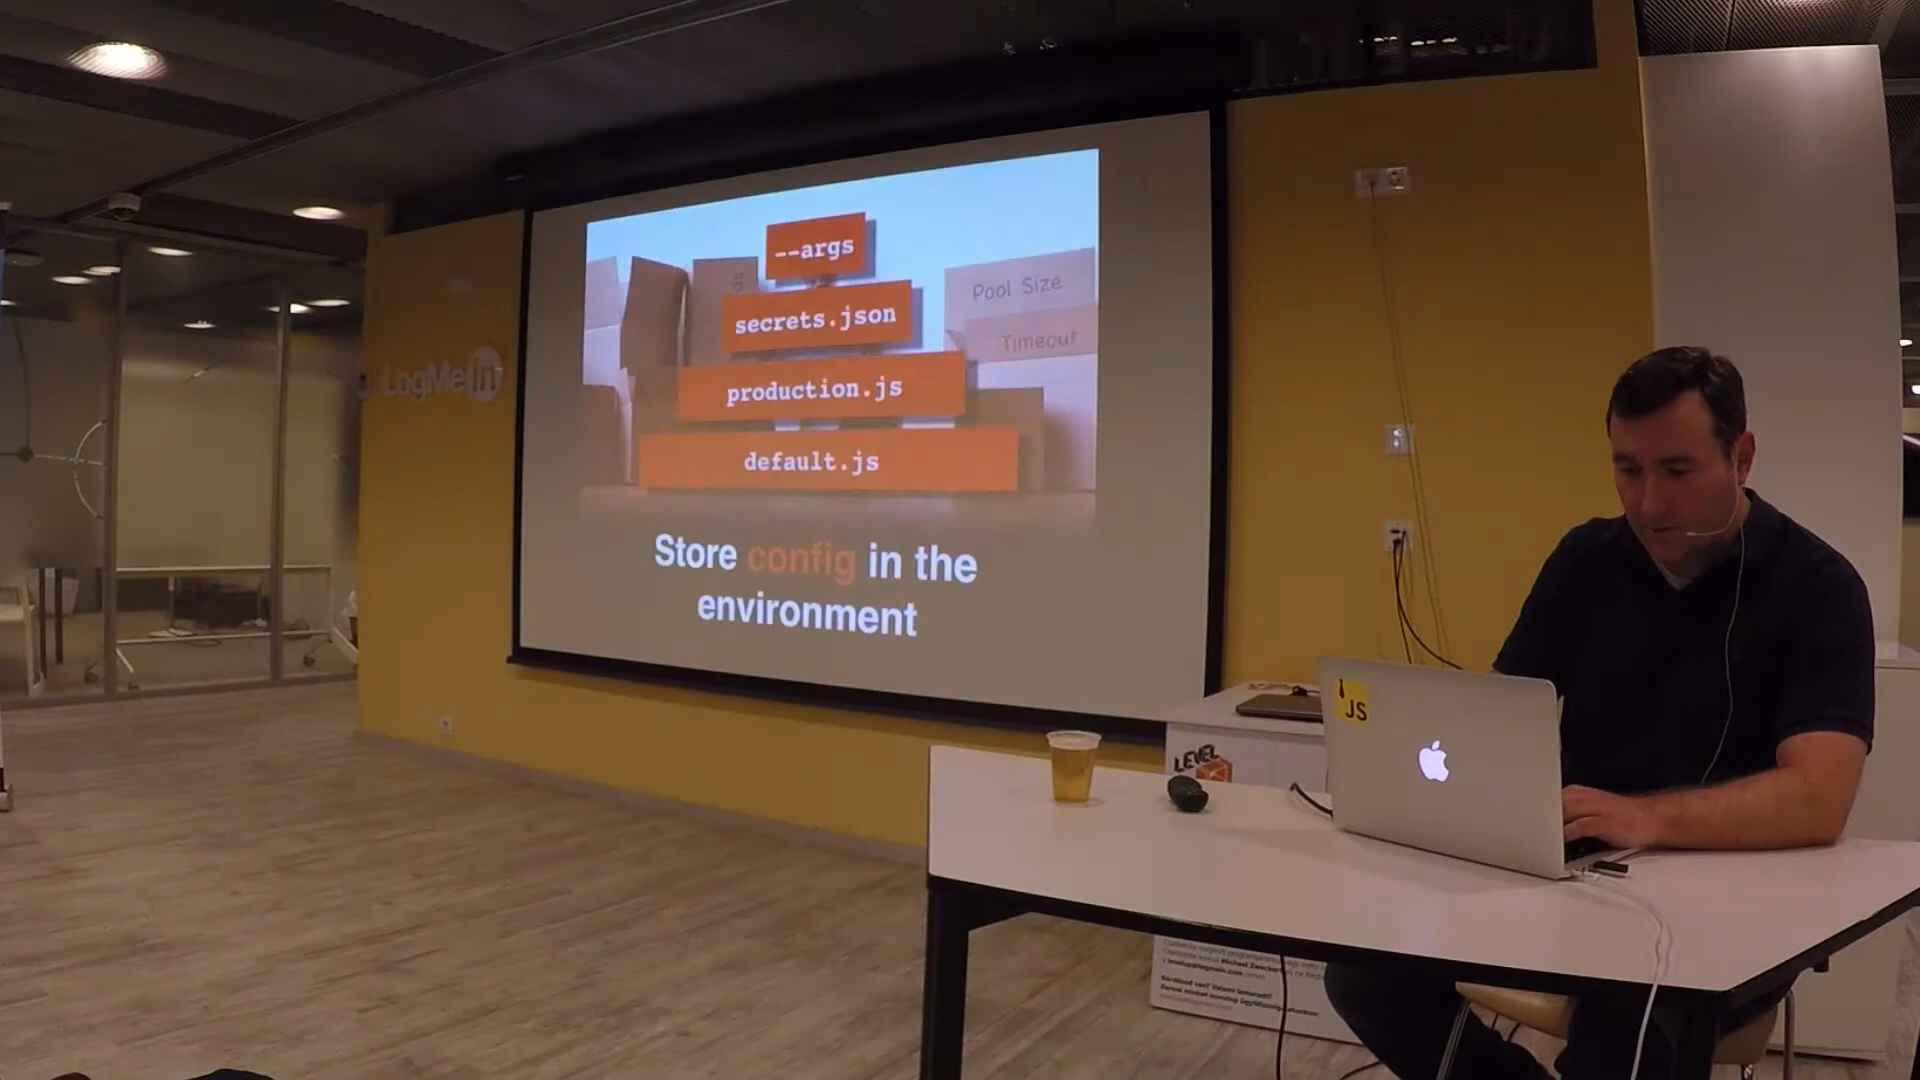 --args
secrets.json
production.js
default.js
Pool Size
Timeout
Store config in the
environment
LogMeIn
JS
LEVEL